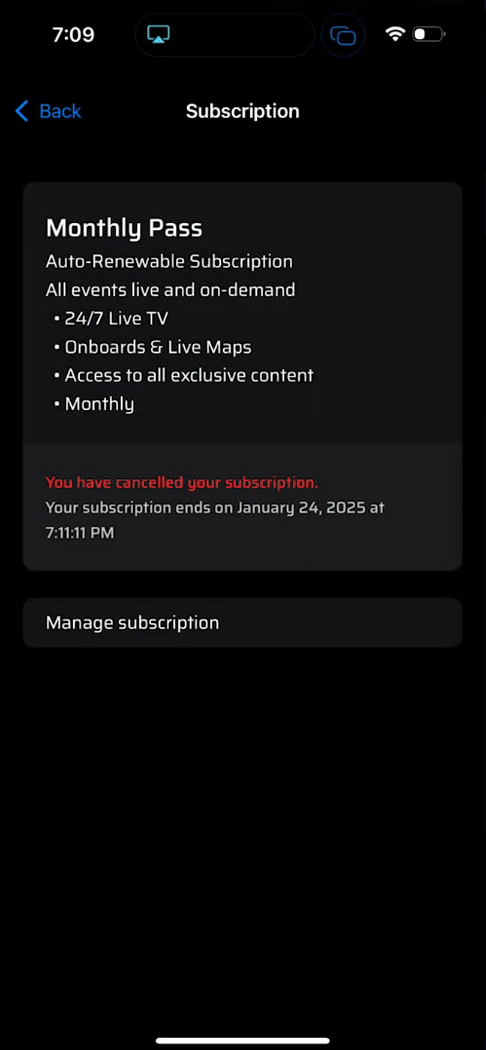 7:09
Back
Subscription
Monthly Pass
Auto-Renewable Subscription
All events live and on-demand
• 24/7 Live TV
• Onboards & Live Maps
• Access to all exclusive content
• Monthly
You have cancelled your subscription.
Your subscription ends on January 24, 2025 at
7:11:11 PM
Manage subscription